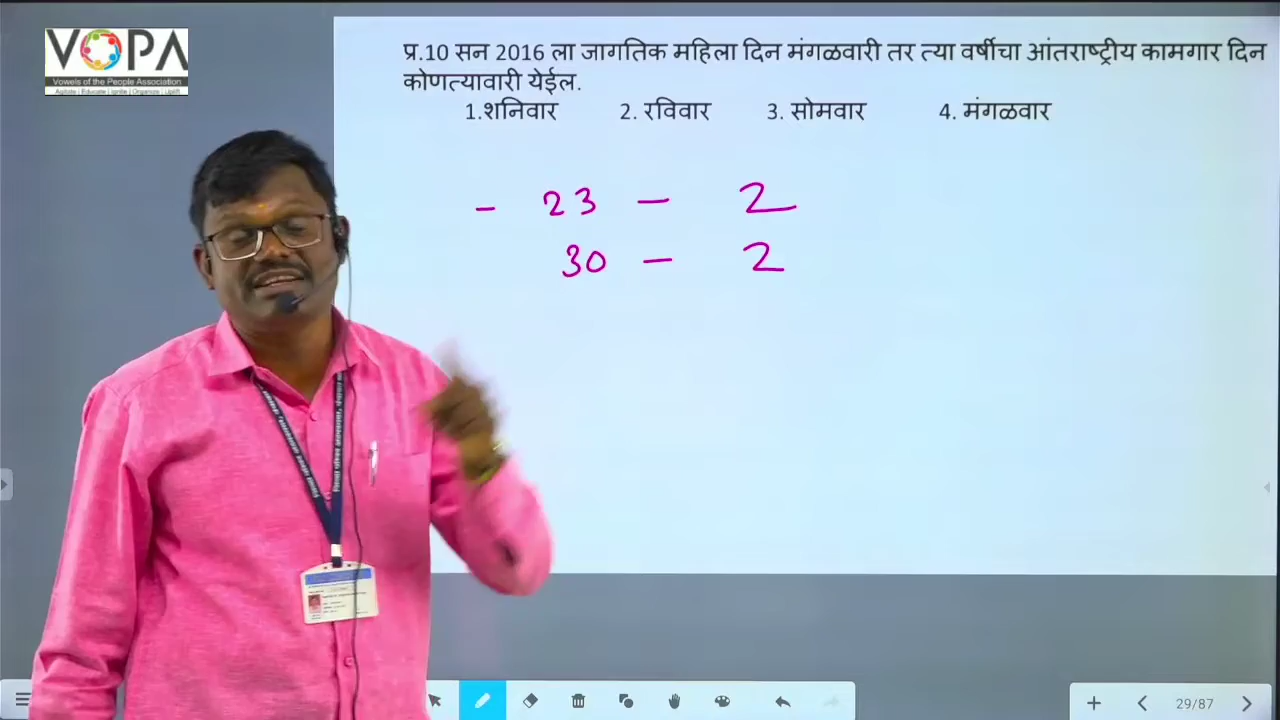 VOPA
Vowels of the People Association
Aptate | Educate | Ignite | Organize | Uplift
प्र.10 सन 2016 ला जागतिक महिला दिन मंगळवारी तर त्या वर्षीचा आंतराष्ट्रीय कामगार दिन
कोणत्यावारी येईल.
1.शनिवार 2. रविवार 3. सोमवार 4. मंगळवार
- 23 - 2
30 - 2
29/87